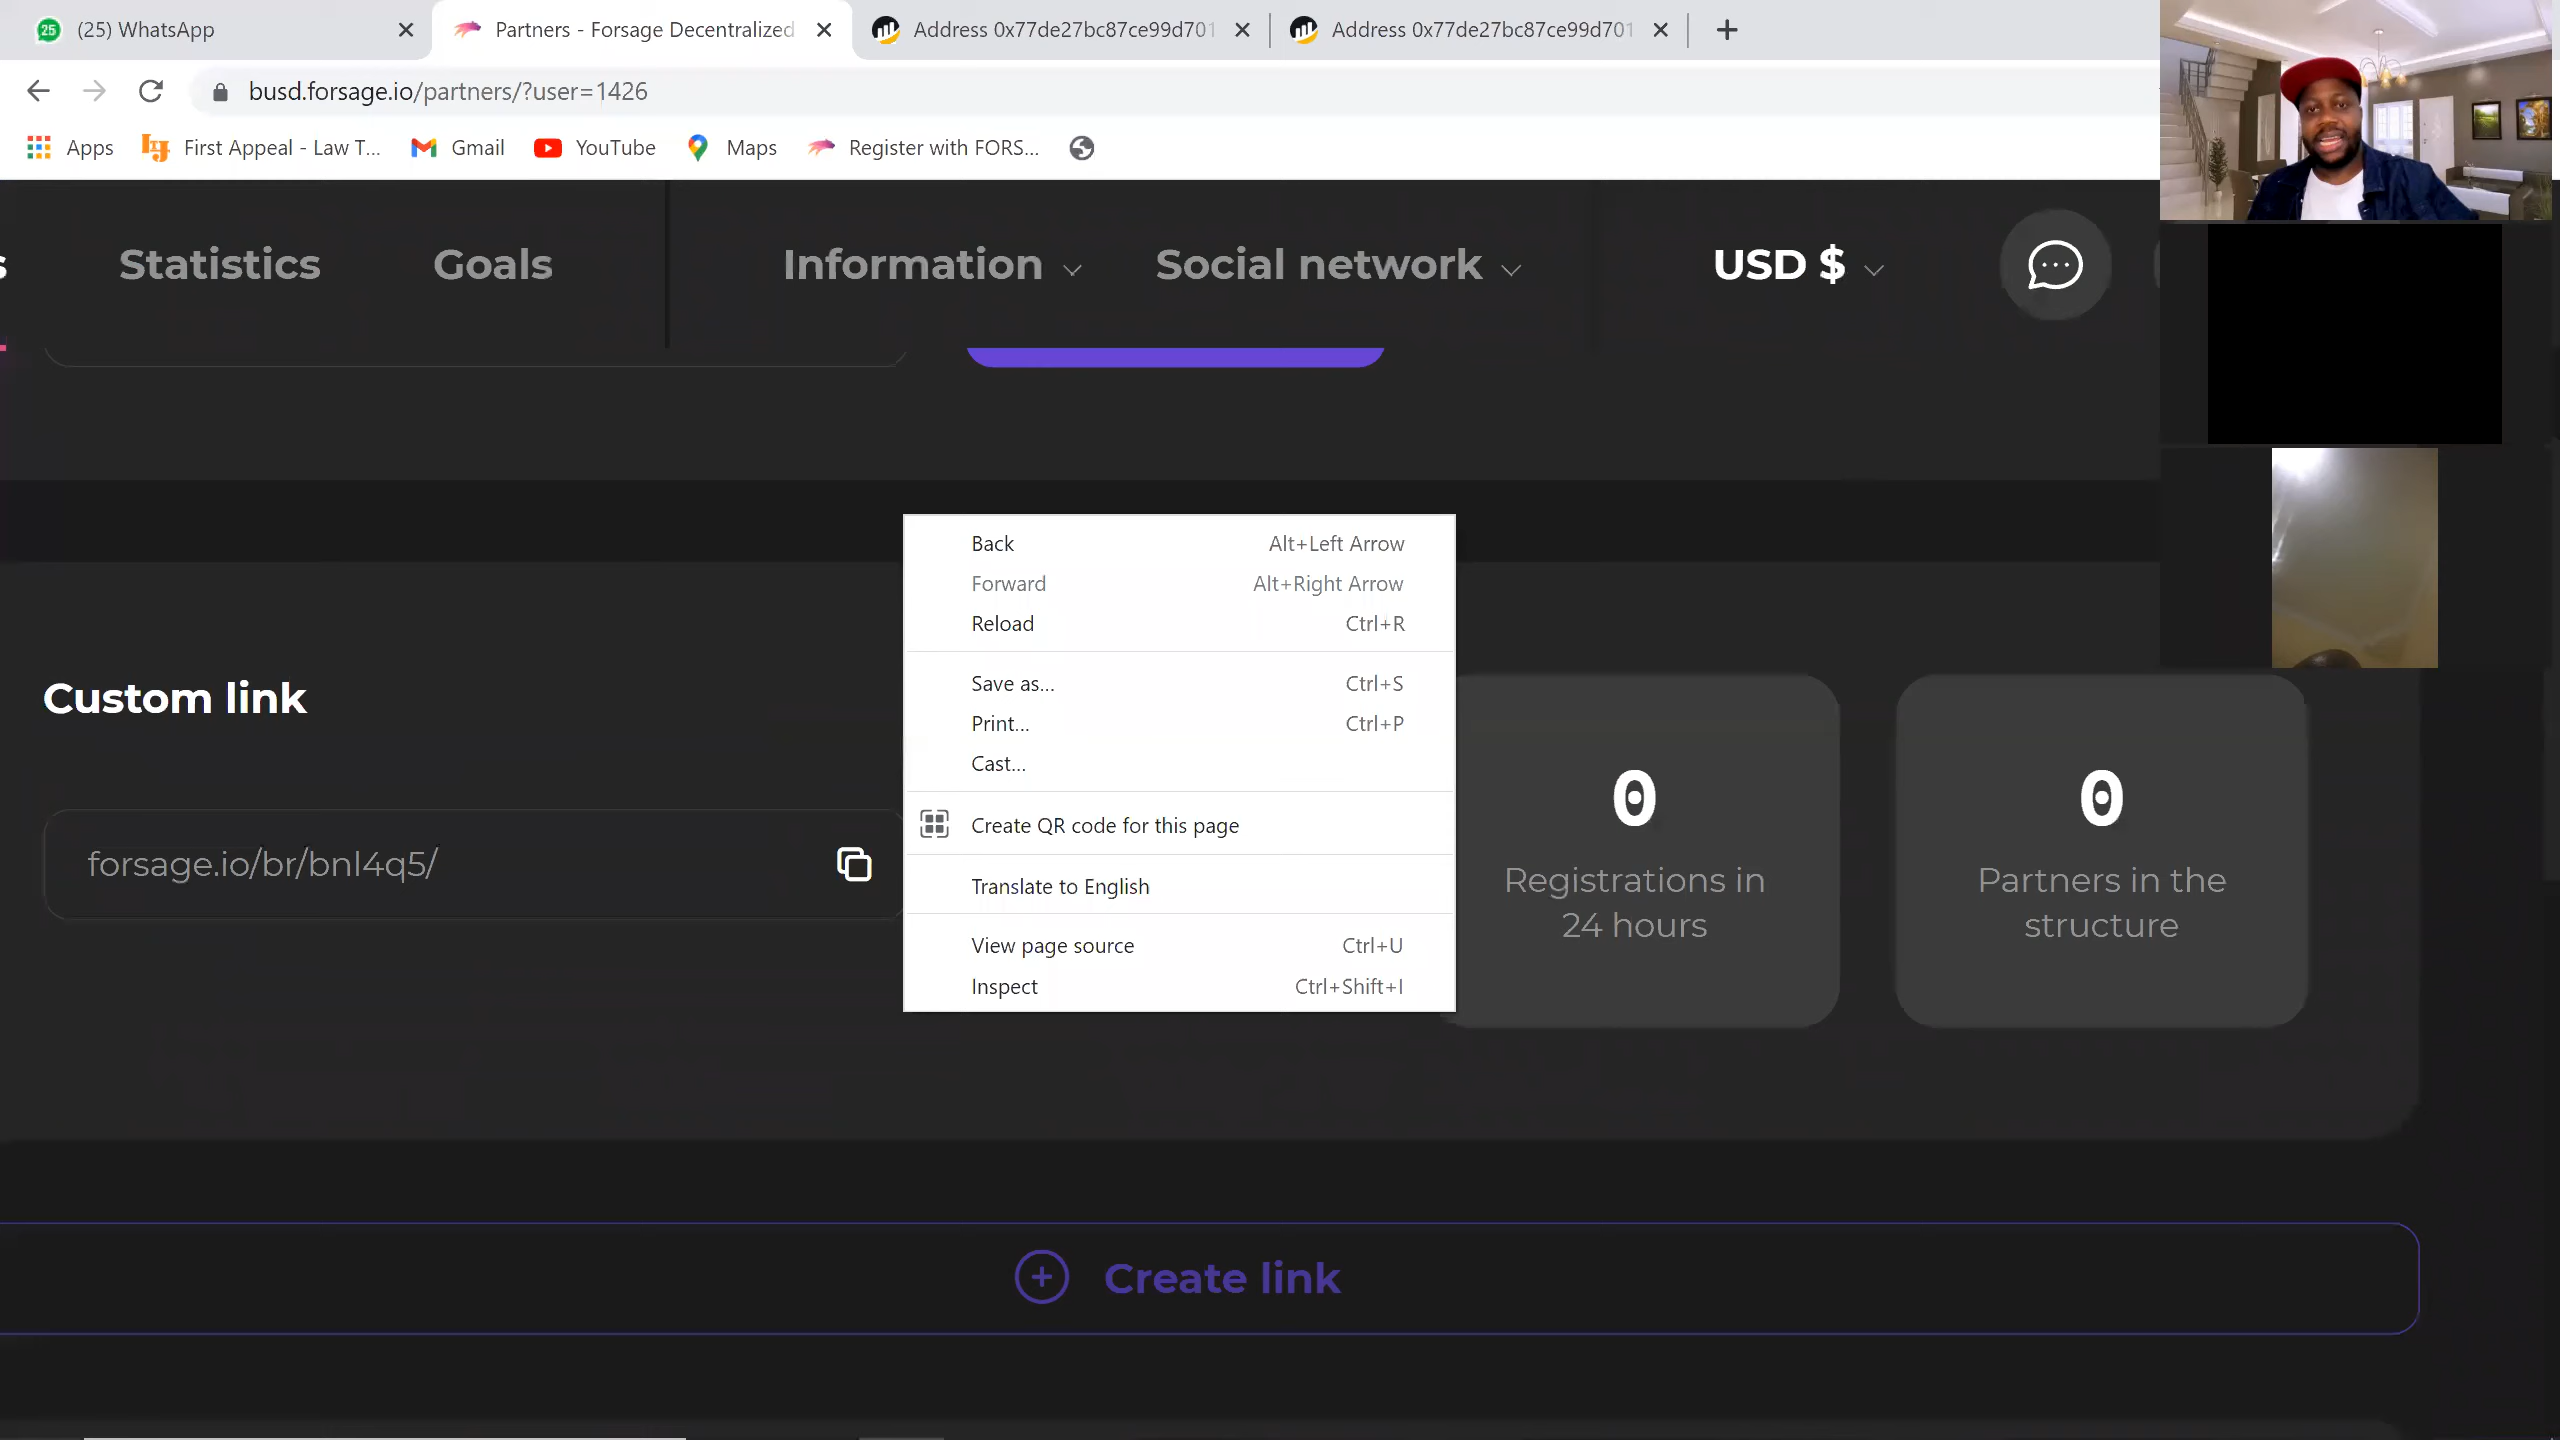 25 (25) WhatsApp
Partners - Forsage Decentralized
Address 0x77de27bc87ce99d701
Address 0x77de27bc87ce99d701
busd.forsage.io/partners/?user=1426
Apps
First Appeal - Law T...
Gmail
YouTube
Maps
Register with FORS...
s
Statistics
Goals
Information
Social network
USD $
Back Alt+Left Arrow
Forward Alt+Right Arrow
Reload Ctrl+R
Save as... Ctrl+S
Print... Ctrl+P
Cast...
Create QR code for this page
Translate to English
View page source Ctrl+U
Inspect Ctrl+Shift+I
Custom link
forsage.io/br/bnl4q5/
0
Registrations in
24 hours
0
Partners in the
structure
Create link